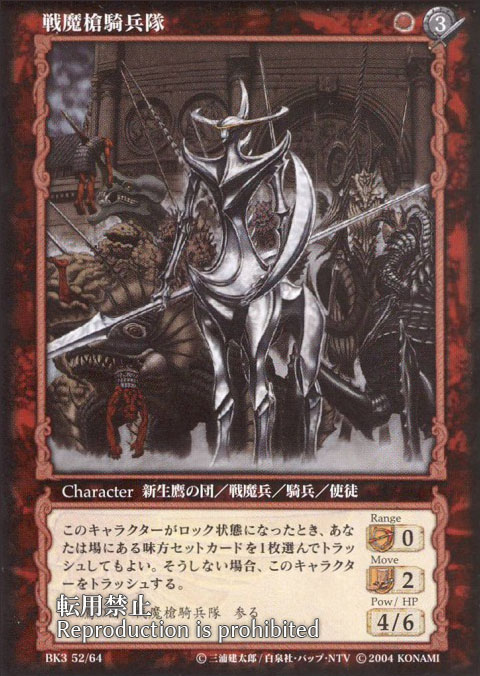 戦魔槍騎兵隊
3
Character 新生鷹の団／戦魔兵／騎兵／使徒
このキャラクターがロック状態になったとき、あな
たは場にある味方セットカードを1枚選んでトラッ
シュしてもよい。そうしない場合、このキャラクター
をトラッシュする。
Range
0
Move
2
Pow/ HP
4/6
魔槍騎兵隊 参る
転用禁止
Reproduction is prohibited
BK3 52/64
© 三浦建太郎/白泉社・バップ・NTV © 2004 KONAMI